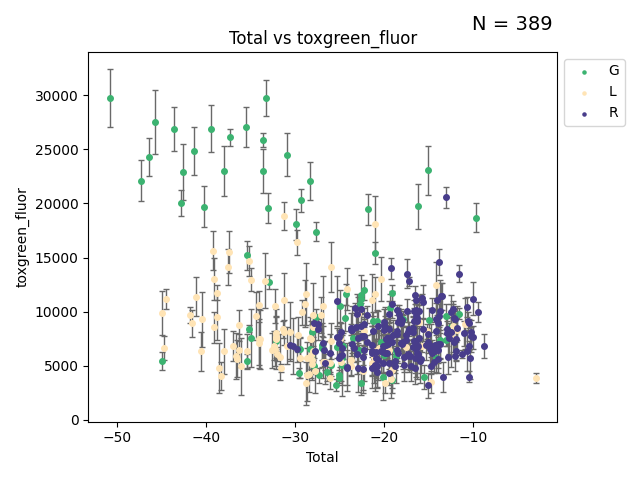 N = 389
Total vs toxgreen_fluor
G
L
R
30000
25000
20000
15000
10000
5000
0
toxgreen_fluor
−50
−40
−30
−20
−10
Total